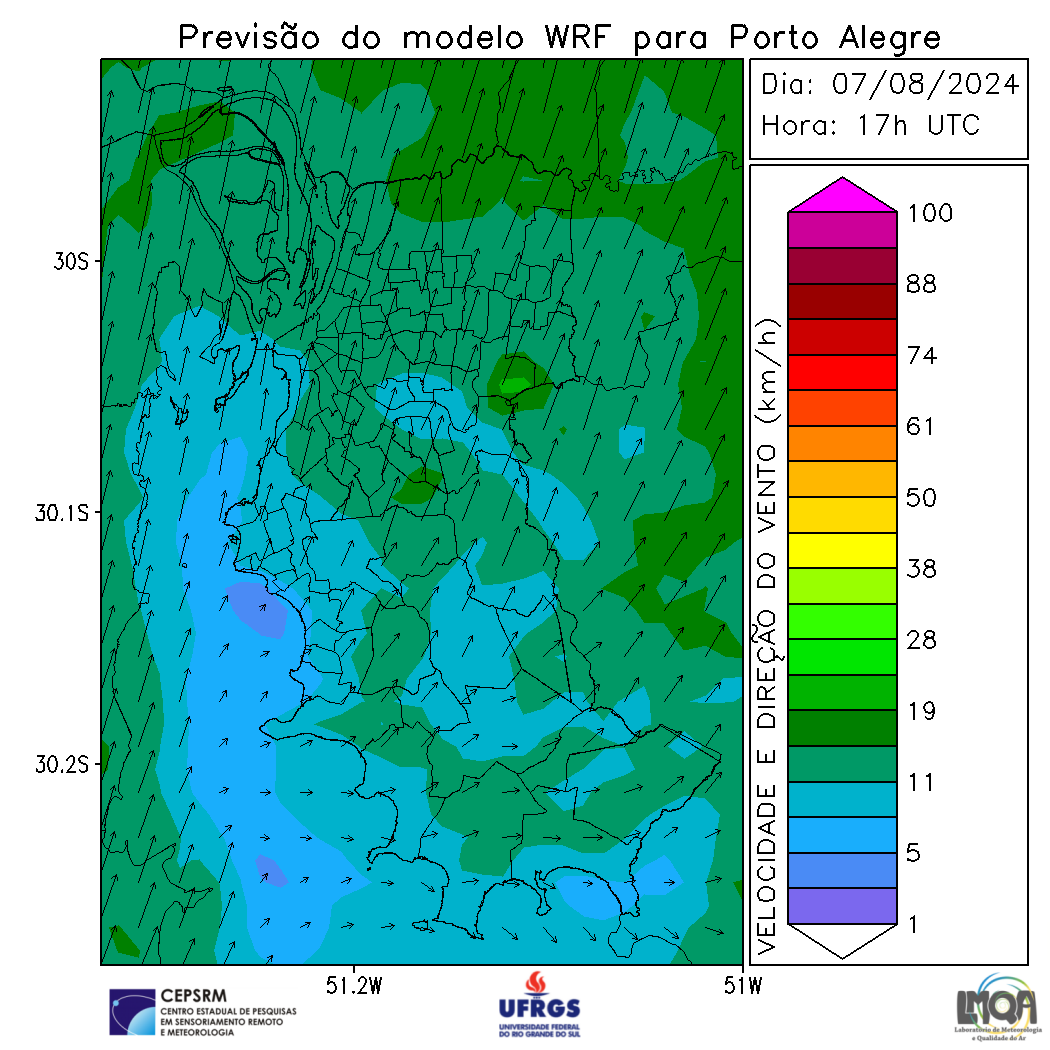 Previsão do modelo WRF para Porto Alegre
Dia: 07/08/2024
Hora: 17h UTC
30S
30.1S
30.2S
51.2W
51W
VELOCIDADE E DIREÇÃO DO VENTO (km/h)
100
88
74
61
50
38
28
19
11
5
1
CEPSRM
CENTRO ESTADUAL DE PESQUISAS
EM SENSORIAMENTO REMOTO
E METEOROLOGIA
UFRGS
UNIVERSIDADE FEDERAL
DO RIO GRANDE DO SUL
LMQA
Laboratório de Meteorologia
e Qualidade do Ar